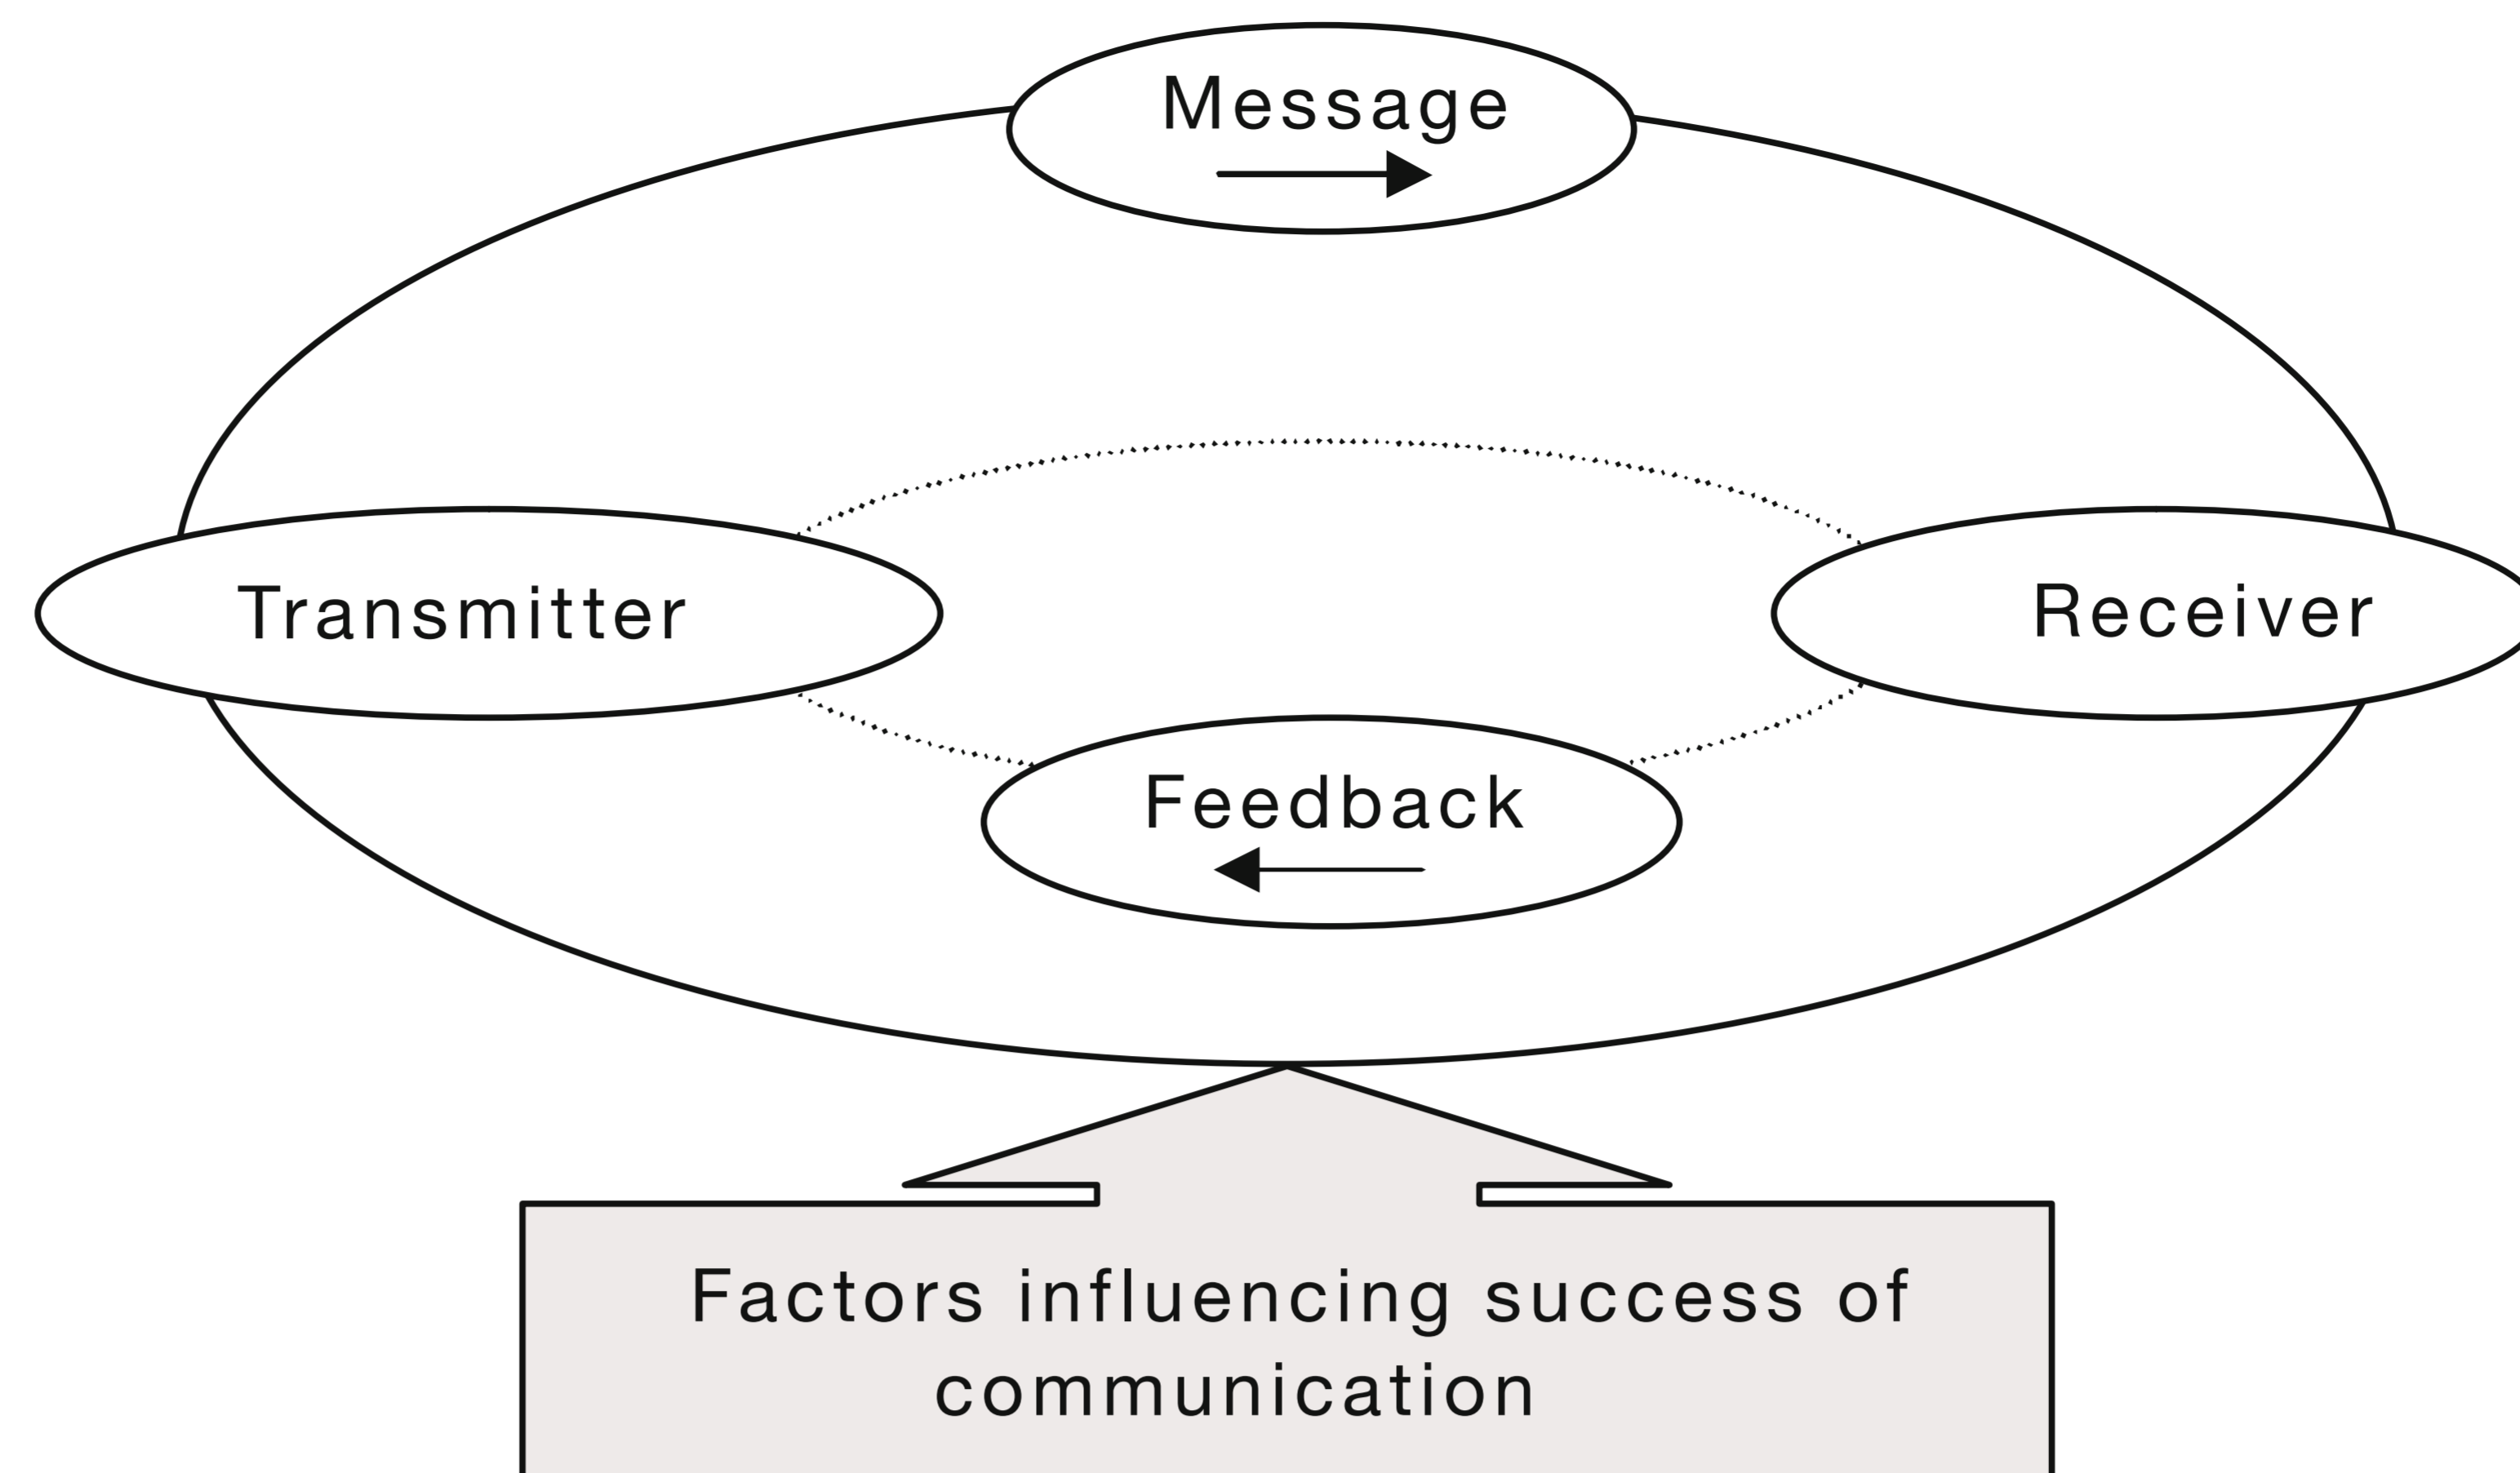 Message
Transmitter
Receiver
Feedback
Factors influencing success of
communication